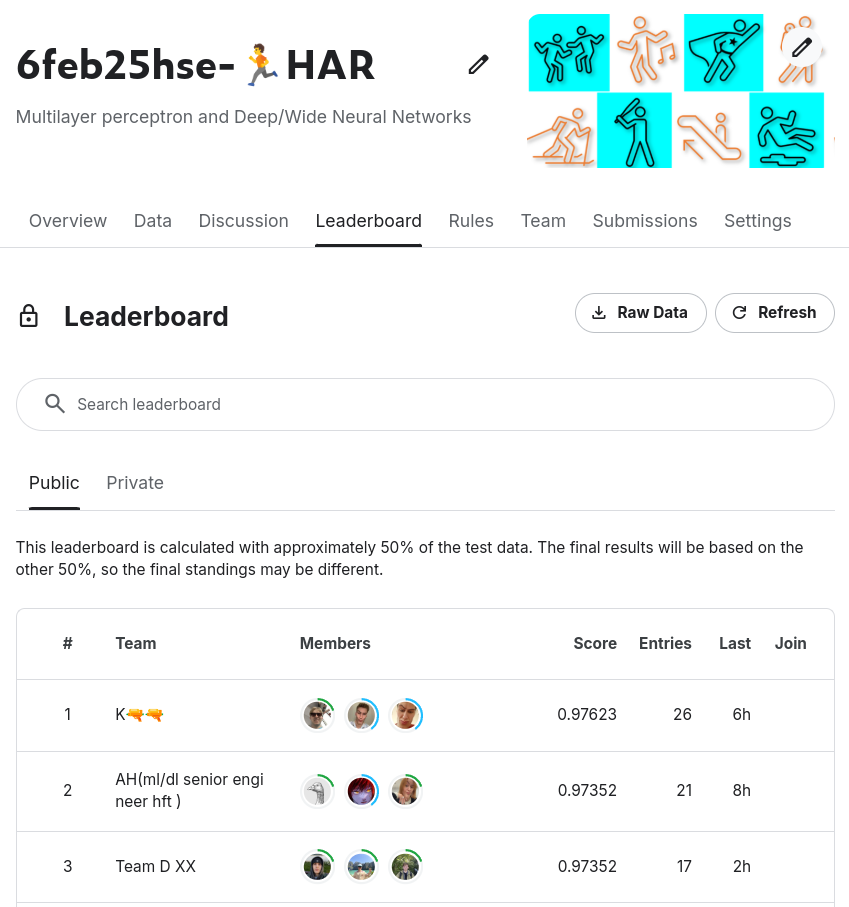 6feb25hse-🏃HAR
Multilayer perceptron and Deep/Wide Neural Networks
Overview Data Discussion Leaderboard Rules Team Submissions Settings
Leaderboard
Raw Data Refresh
Search leaderboard
Public Private
This leaderboard is calculated with approximately 50% of the test data. The final results will be based on the
other 50%, so the final standings may be different.
# Team Members Score Entries Last Join
1 K🔫🔫 0.97623 26 6h
2 AH(ml/dl senior engi
neer hft ) 0.97352 21 8h
3 Team D XX 0.97352 17 2h